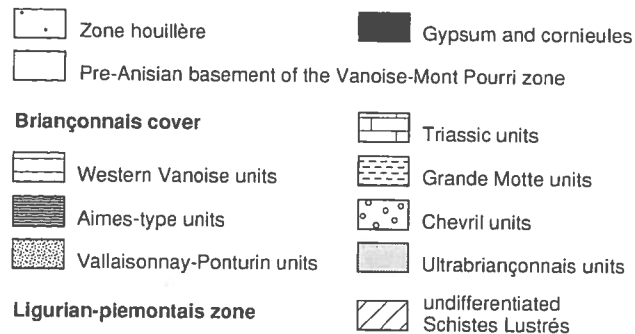 Zone houillère
Gypsum and cornieules
Pre-Anisian basement of the Vanoise-Mont Pourri zone
Briançonnais cover
Western Vanoise units
Aimes-type units
Vallaisonnay-Ponturin units
Triassic units
Grande Motte units
Chevril units
Ultrabriançonnais units
Ligurian-piemontais zone
undifferentiated
Schistes Lustrés